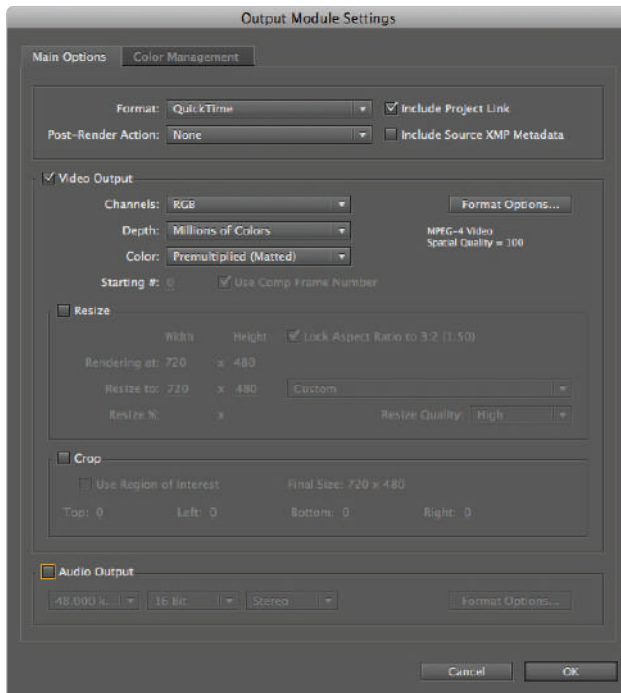 Output Module Settings
Main Options Color Management
Format: QuickTime Include Project Link
Post-Render Action: None Include Source XMP Metadata
Video Output
Channels: RGB Format Options...
Depth: Millions of Colors MPEG-4 Video
Spatial Quality = 100
Color: Premultiplied (Matted)
Starting #: 0 Use Comp Frame Number
Resize
Width Height Lock Aspect Ratio to 3:2 (1.50)
Rendering at: 720 x 480
Resize to: 720 x 480 Custom
Resize %: x Resize Quality: High
Crop
Use Region of Interest Final Size: 720 x 480
Top: 0 Left: 0 Bottom: 0 Right: 0
Audio Output
48.000 k... 16 Bit Stereo Format Options...
Cancel OK